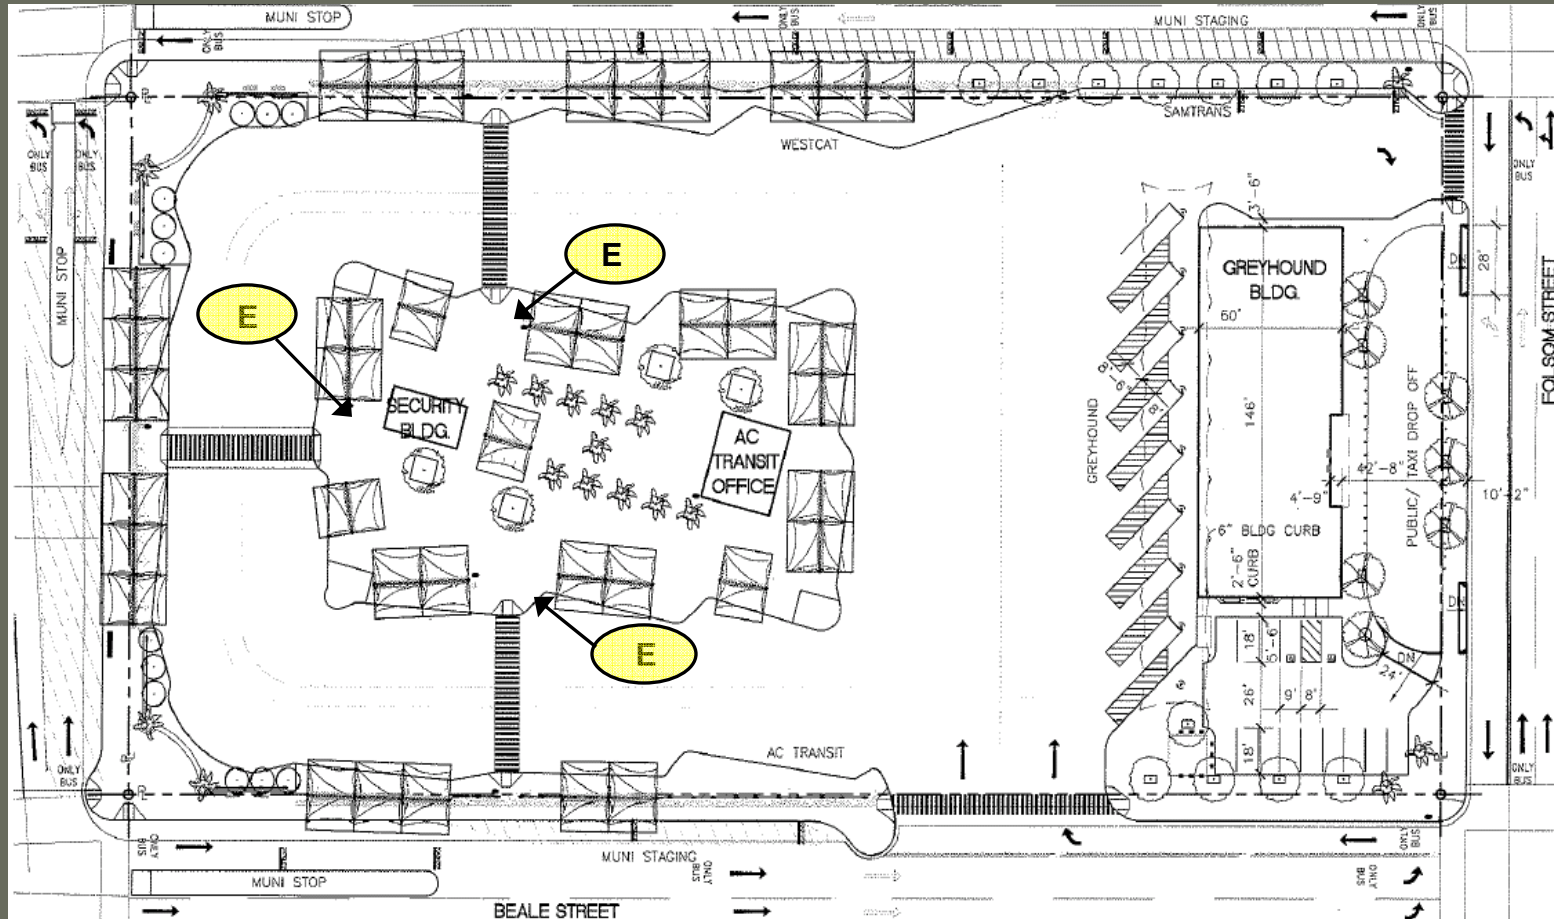 MUNI STOP
MUNI STAGING
ONLY
BUS
ONLY
BUS
ONLY
BUS
SAMTRANS
WESTCAT
ONLY
BUS
ONLY
BUS
ONLY
BUS
MUNI STOP
3'-6"
E
E
GREYHOUND
BLDG.
60'
DN
28'
FOLSOM STREET
SECURITY
BLDG.
AC
TRANSIT
OFFICE
GREYHOUND
8'-6"
8'
146'
PUBLIC/ TAXI DROP OFF
42'-8"
4'-9"
10'-2"
6" BLDG CURB
2'-6"
CURB
DN
E
18'
5'-6"
DN
24'
26'
9'
8'
18'
AC TRANSIT
ONLY
BUS
ONLY
BUS
ONLY
BUS
MUNI STAGING
ONLY
BUS
ONLY
BUS
ONLY
BUS
MUNI STOP
BEALE STREET